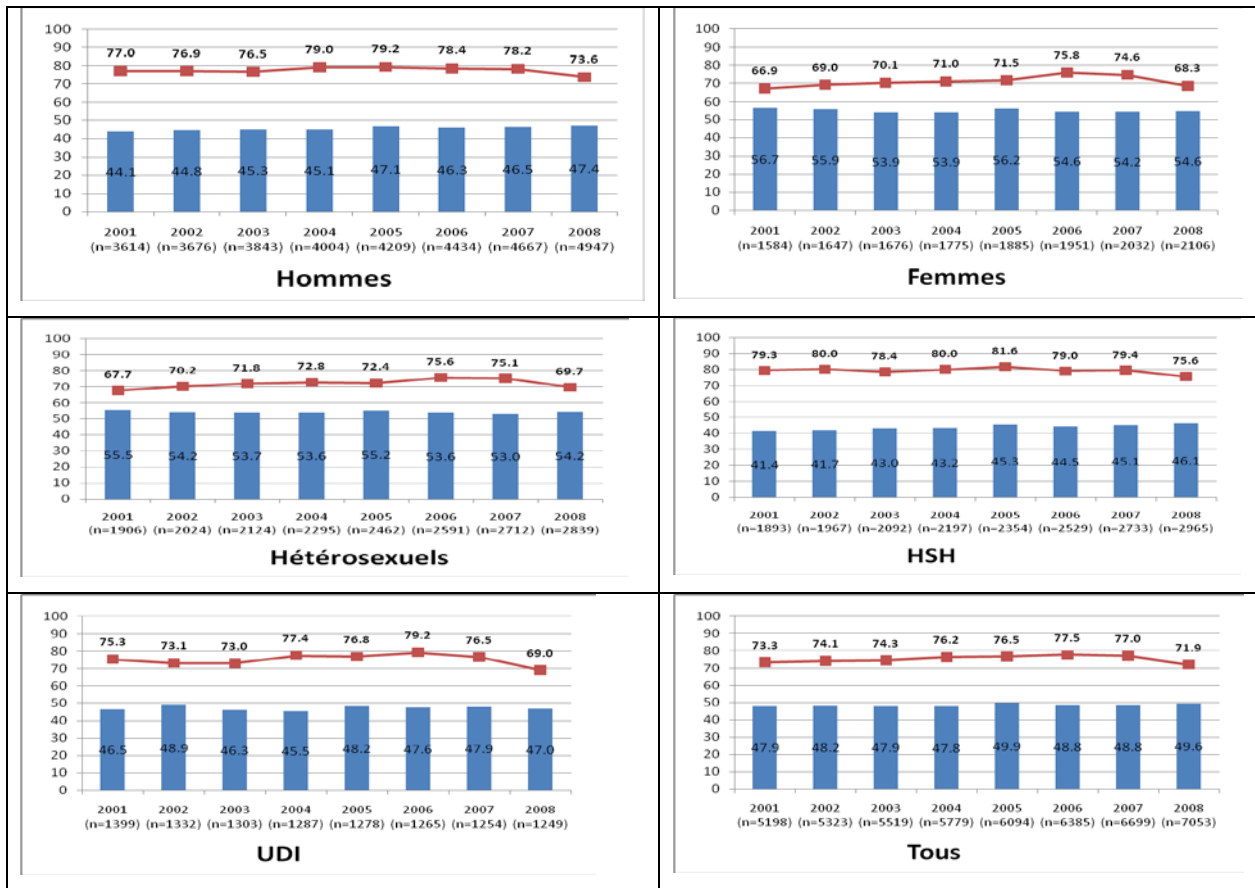 100
90
80
70
60
50
40
30
20
10
0
77.0 76.9 76.5 79.0 79.2 78.4 78.2 73.6
44.1 44.8 45.3 45.1 47.1 46.3 46.5 47.4
2001 2002 2003 2004 2005 2006 2007 2008
(n=3614) (n=3676) (n=3843) (n=4004) (n=4209) (n=4434) (n=4667) (n=4947)
Hommes
100
90
80
70
60
50
40
30
20
10
0
66.9 69.0 70.1 71.0 71.5 75.8 74.6 68.3
56.7 55.9 53.9 53.9 56.2 54.6 54.2 54.6
2001 2002 2003 2004 2005 2006 2007 2008
(n=1584) (n=1647) (n=1676) (n=1775) (n=1885) (n=1951) (n=2032) (n=2106)
Femmes
100
90
80
70
60
50
40
30
20
10
0
67.7 70.2 71.8 72.8 72.4 75.6 75.1 69.7
55.5 54.2 53.7 53.6 55.2 53.6 53.0 54.2
2001 2002 2003 2004 2005 2006 2007 2008
(n=1906) (n=2024) (n=2124) (n=2295) (n=2462) (n=2591) (n=2712) (n=2839)
Hétérosexuels
100
90
80
70
60
50
40
30
20
10
0
79.3 80.0 78.4 80.0 81.6 79.0 79.4 75.6
41.4 41.7 43.0 43.2 45.3 44.5 45.1 46.1
2001 2002 2003 2004 2005 2006 2007 2008
(n=1893) (n=1967) (n=2092) (n=2197) (n=2354) (n=2529) (n=2733) (n=2965)
HSH
100
90
80
70
60
50
40
30
20
10
0
75.3 73.1 73.0 77.4 76.8 79.2 76.5 69.0
46.5 48.9 46.3 45.5 48.2 47.6 47.9 47.0
2001 2002 2003 2004 2005 2006 2007 2008
(n=1399) (n=1332) (n=1303) (n=1287) (n=1278) (n=1265) (n=1254) (n=1249)
UDI
100
90
80
70
60
50
40
30
20
10
0
73.3 74.1 74.3 76.2 76.5 77.5 77.0 71.9
47.9 48.2 47.9 47.8 49.9 48.8 48.8 49.6
2001 2002 2003 2004 2005 2006 2007 2008
(n=5198) (n=5323) (n=5519) (n=5779) (n=6094) (n=6385) (n=6699) (n=7053)
Tous